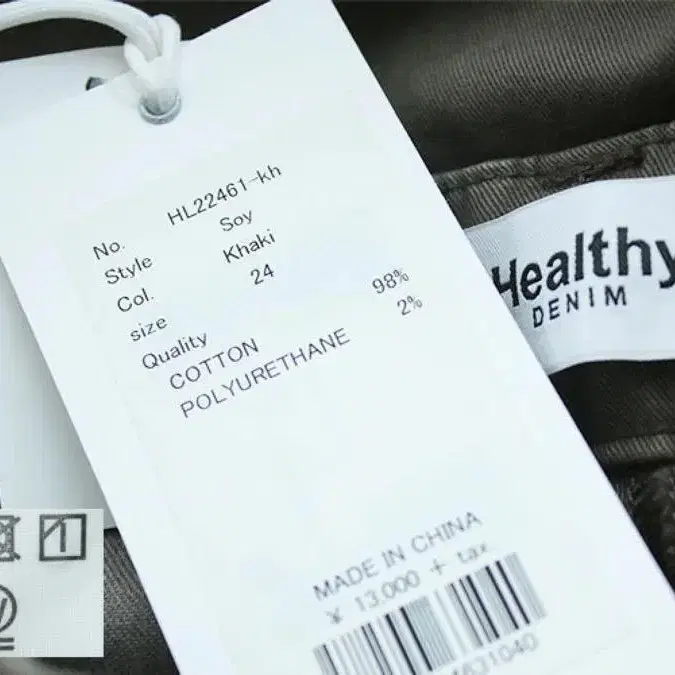 No. HL22461-kh
Style Soy
Col. Khaki
size 24
Quality
COTTON 98%
POLYURETHANE 2%
MADE IN CHINA
¥ 13,000 + tax
4631040
Healthy
DENIM